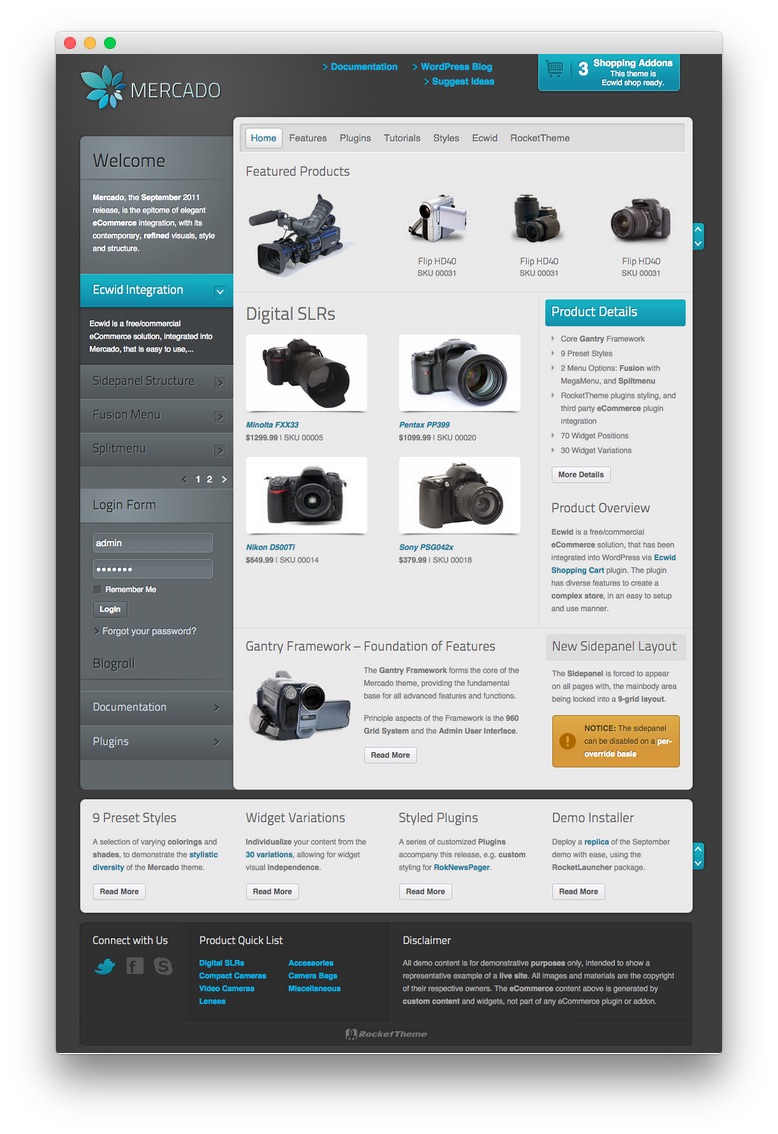 MERCADO
> Documentation
> WordPress Blog
> Suggest Ideas
3
Shopping Addons
This theme is
Ecwid shop ready.
Home Features Plugins Tutorials Styles Ecwid RocketTheme
Welcome
Mercado, the September 2011
release, is the epitome of elegant
eCommerce integration, with its
contemporary, refined visuals, style
and structure.
Ecwid Integration
Ecwid is a free/commercial
eCommerce solution, integrated into
Mercado, that is easy to use,...
Sidepanel Structure
Fusion Menu
Splitmenu
< 1 2 >
Login Form
admin
•••••••
Remember Me
Login
> Forgot your password?
Blogroll
Documentation >
Plugins >
Featured Products
Flip HD40
SKU 00031
Flip HD40
SKU 00031
Flip HD40
SKU 00031
Digital SLRs
Minolta FXX33
$1299.99 | SKU 00005
Pentax PP399
$1099.99 | SKU 00020
Nikon D500Ti
$649.99 | SKU 00014
Sony PSG042x
$379.99 | SKU 00018
Product Details
Core Gantry Framework
9 Preset Styles
2 Menu Options: Fusion with
MegaMenu, and Splitmenu
RocketTheme plugins styling, and
third party eCommerce plugin
integration
70 Widget Positions
30 Widget Variations
More Details
Product Overview
Ecwid is a free/commercial
eCommerce solution, that has been
integrated into WordPress via Ecwid
Shopping Cart plugin. The plugin
has diverse features to create a
complex store, in an easy to setup
and use manner.
Gantry Framework – Foundation of Features
The Gantry Framework forms the core of the
Mercado theme, providing the fundamental
base for all advanced features and functions.
Principle aspects of the Framework is the 960
Grid System and the Admin User Interface.
Read More
New Sidepanel Layout
The Sidepanel is forced to appear
on all pages with, the mainbody area
being locked into a 9-grid layout.
NOTICE: The sidepanel
can be disabled on a per-
override basis
9 Preset Styles
A selection of varying colorings and
shades, to demonstrate the stylistic
diversity of the Mercado theme.
Read More
Widget Variations
Individualize your content from the
30 variations, allowing for widget
visual independence.
Read More
Styled Plugins
A series of customized Plugins
accompany this release, e.g. custom
styling for RokNewsPager.
Read More
Demo Installer
Deploy a replica of the September
demo with ease, using the
RocketLauncher package.
Read More
Connect with Us
Product Quick List
Digital SLRs
Compact Cameras
Video Cameras
Lenses
Accessories
Camera Bags
Miscellaneous
Disclaimer
All demo content is for demonstrative purposes only, intended to show a
representative example of a live site. All images and materials are the copyright
of their respective owners. The eCommerce content above is generated by
custom content and widgets, not part of any eCommerce plugin or addon.
RocketTheme